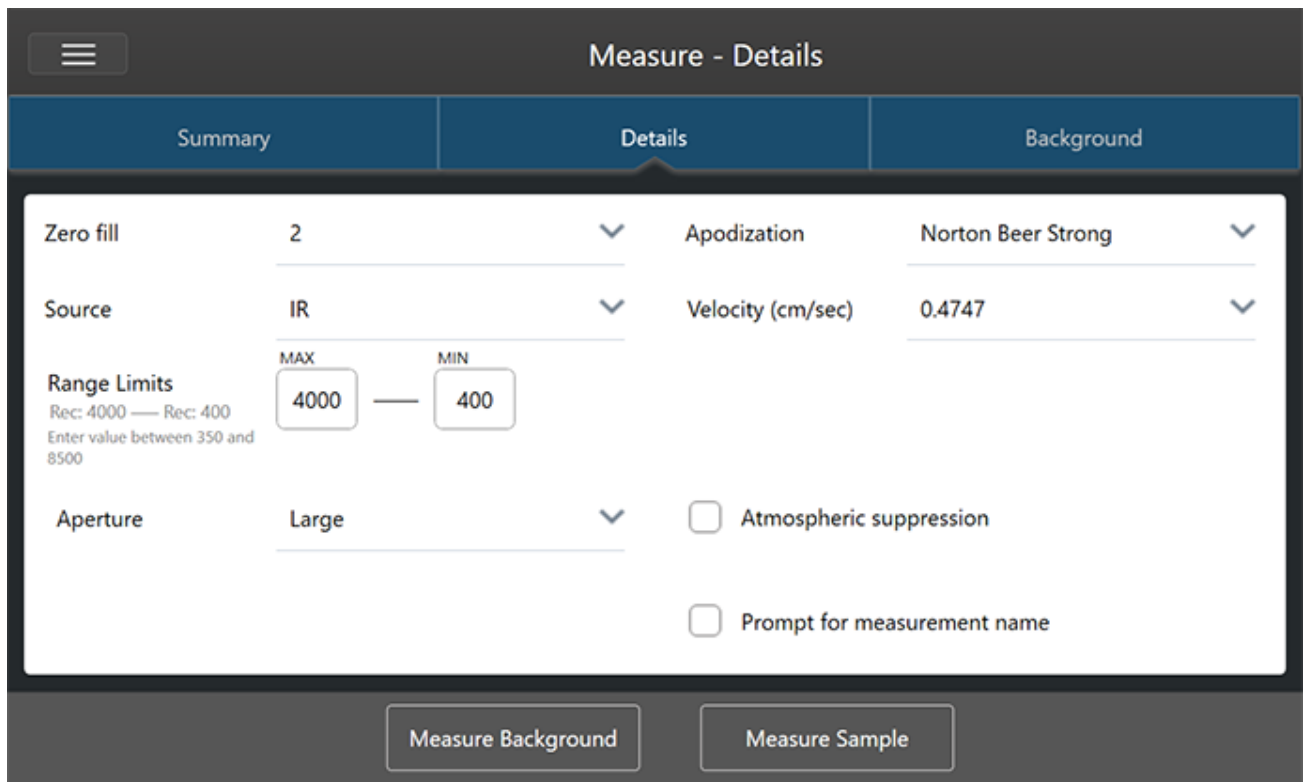 Measure - Details
Summary
Details
Background
Zero fill
2
Apodization
Norton Beer Strong
Source
IR
Velocity (cm/sec)
0.4747
MAX
MIN
Range Limits
4000
400
Rec: 4000 — Rec: 400
Enter value between 350 and
8500
Aperture
Large
Atmospheric suppression
Prompt for measurement name
Measure Background
Measure Sample